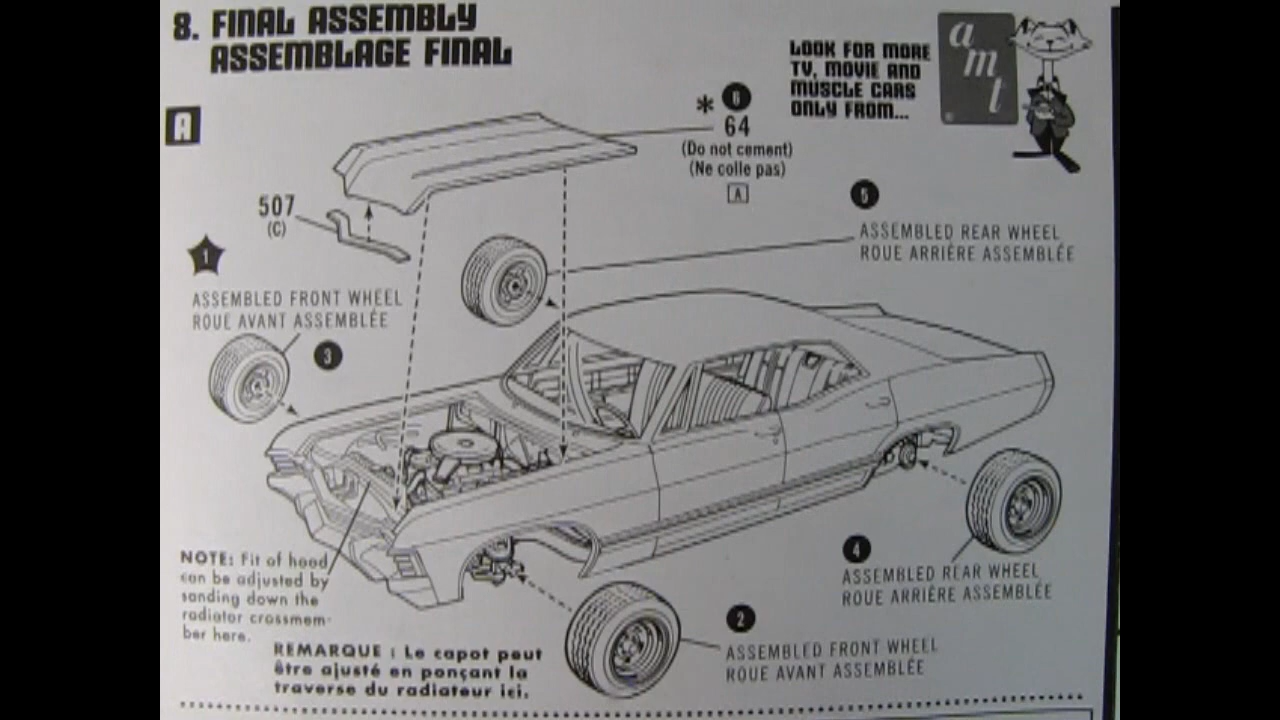 8. FINAL ASSEMBLY
ASSEMBLAGE FINAL
LOOK FOR MORE
TV, MOVIE AND
MUSCLE CARS
ONLY FROM...
amt
®
A
* 6
64
(Do not cement)
(Ne colle pas)
A
507
(C)
1
5
ASSEMBLED REAR WHEEL
ROUE ARRIÈRE ASSEMBLÉE
ASSEMBLED FRONT WHEEL
ROUE AVANT ASSEMBLÉE
3
NOTE: Fit of hood
can be adjusted by
sanding down the
radiator crossmem-
ber here.
REMARQUE : Le capot peut
être ajusté en ponçant la
traverse du radiateur ici.
4
ASSEMBLED REAR WHEEL
ROUE ARRIÈRE ASSEMBLÉE
2
ASSEMBLED FRONT WHEEL
ROUE AVANT ASSEMBLÉE